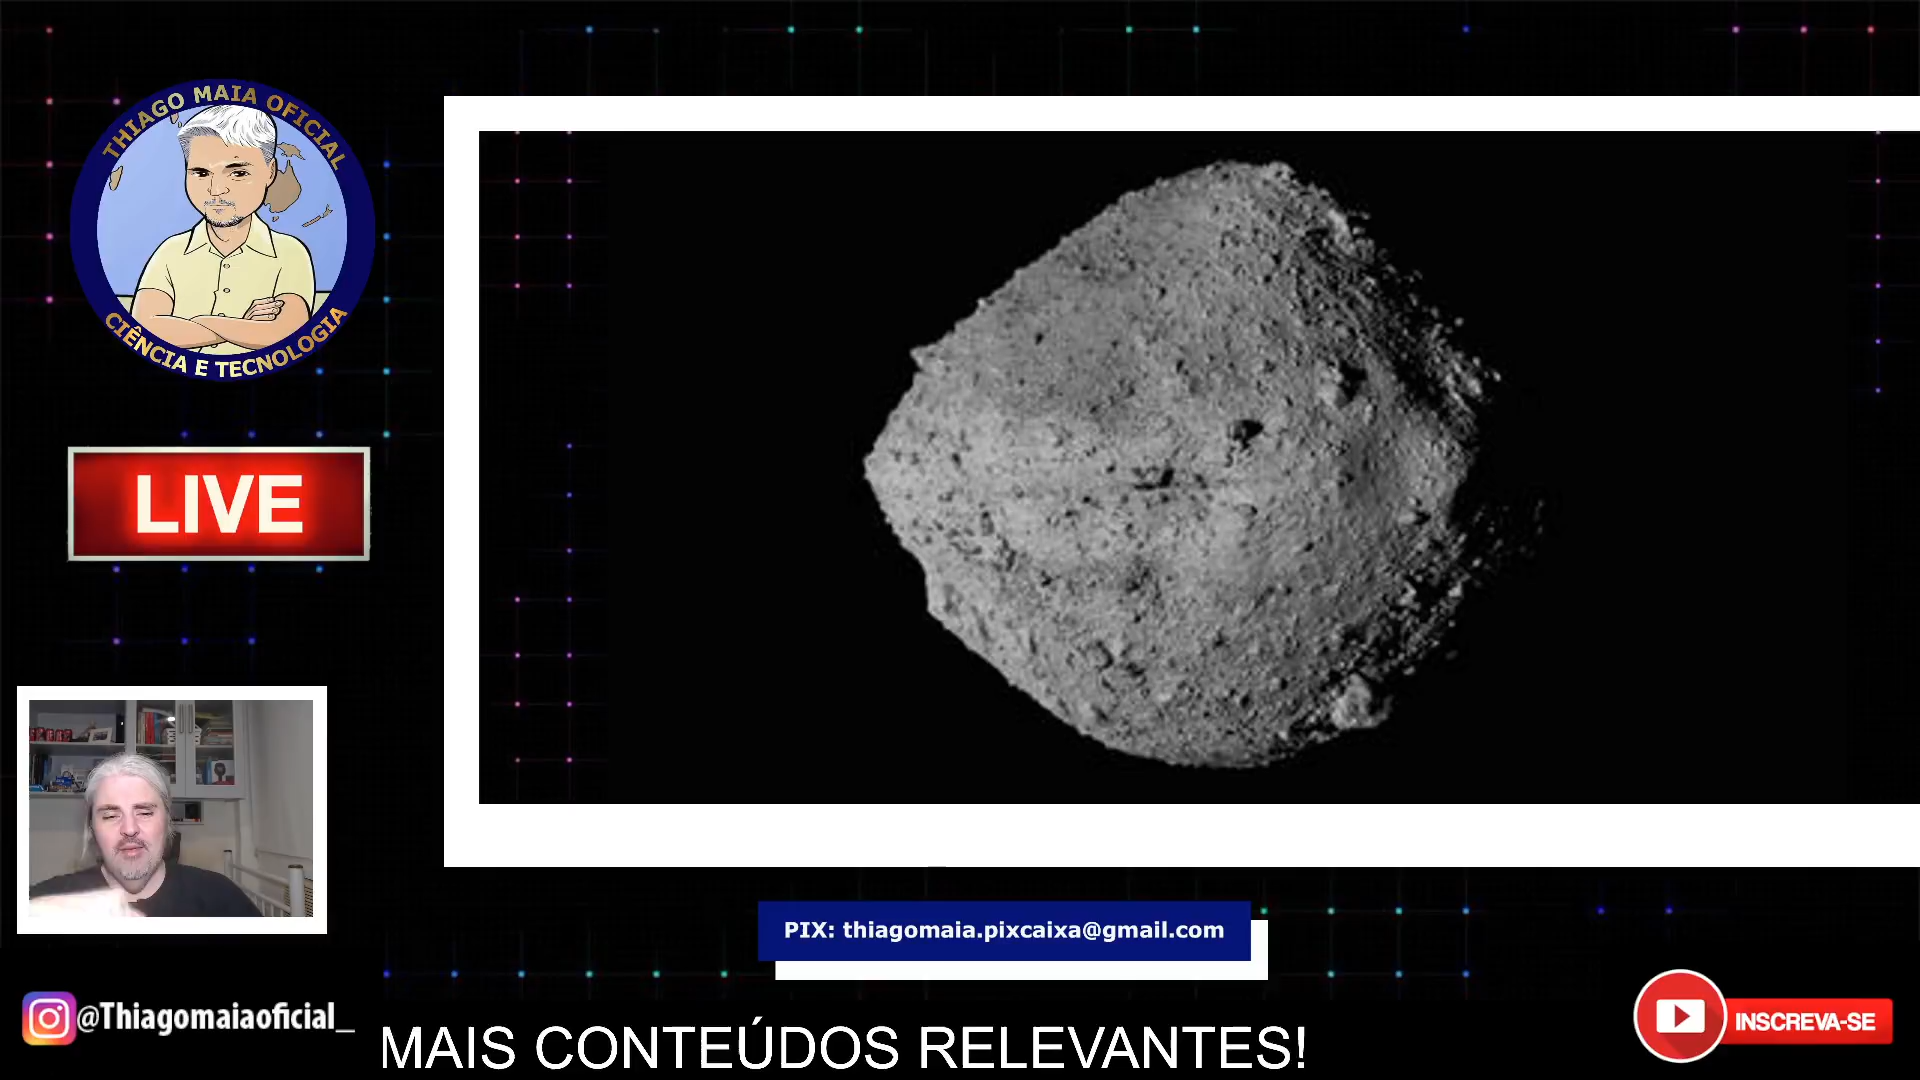 THIAGO MAIA OFICIAL
CIÊNCIA E TECNOLOGIA
LIVE
PIX: thiagomaia.pixcaixa@gmail.com
@Thiagomaiaoficial_
MAIS CONTEÚDOS RELEVANTES!
INSCREVA-SE